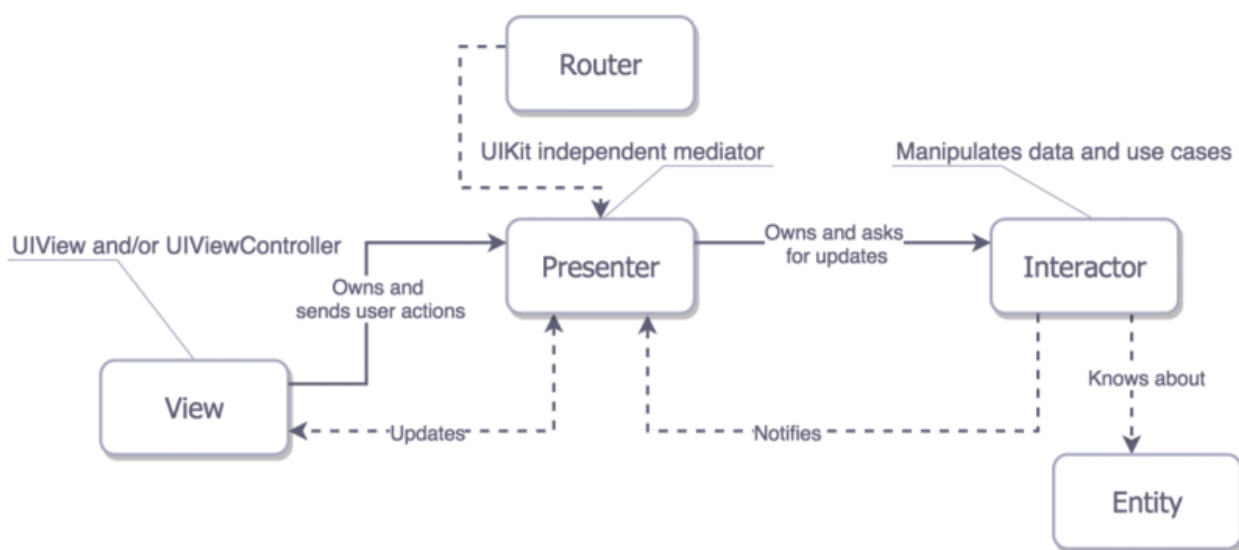 Router
UIKit independent mediator
Manipulates data and use cases
UIView and/or UIViewController
Presenter
Owns and asks
for updates
Interactor
Owns and
sends user actions
View
Updates
Notifies
Knows about
Entity